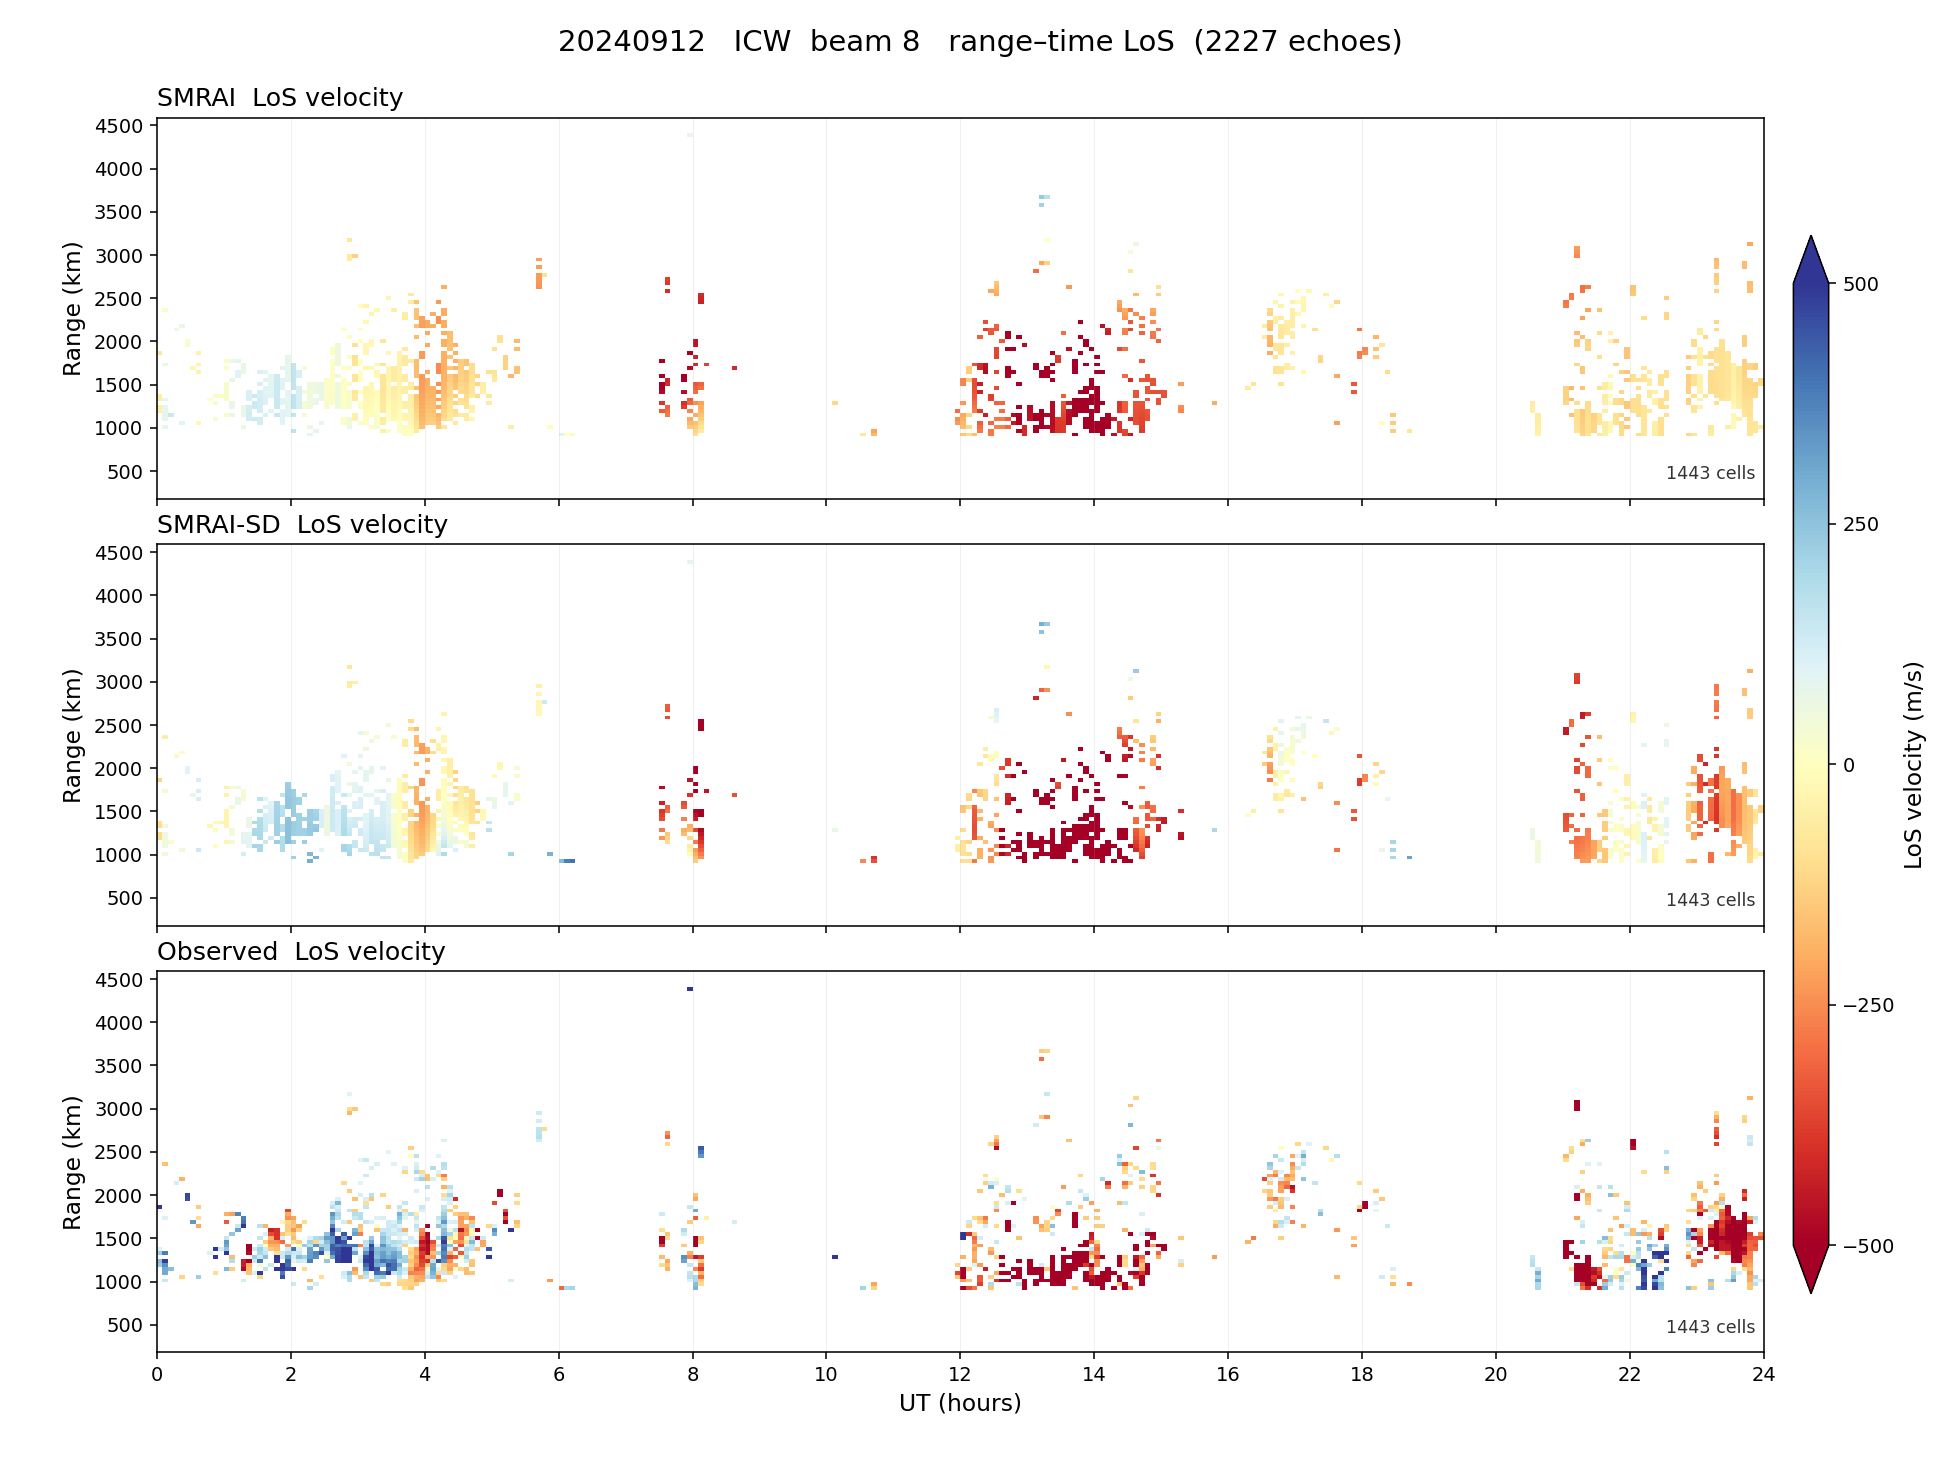 20240912 ICW beam 8 range–time LoS (2227 echoes)
SMRAI LoS velocity
4500
4000
3500
3000
2500
2000
1500
1000
500
Range (km)
1443 cells
SMRAI-SD LoS velocity
4500
4000
3500
3000
2500
2000
1500
1000
500
Range (km)
1443 cells
Observed LoS velocity
4500
4000
3500
3000
2500
2000
1500
1000
500
Range (km)
1443 cells
0 2 4 6 8 10 12 14 16 18 20 22 24
UT (hours)
500
250
0
−250
−500
LoS velocity (m/s)